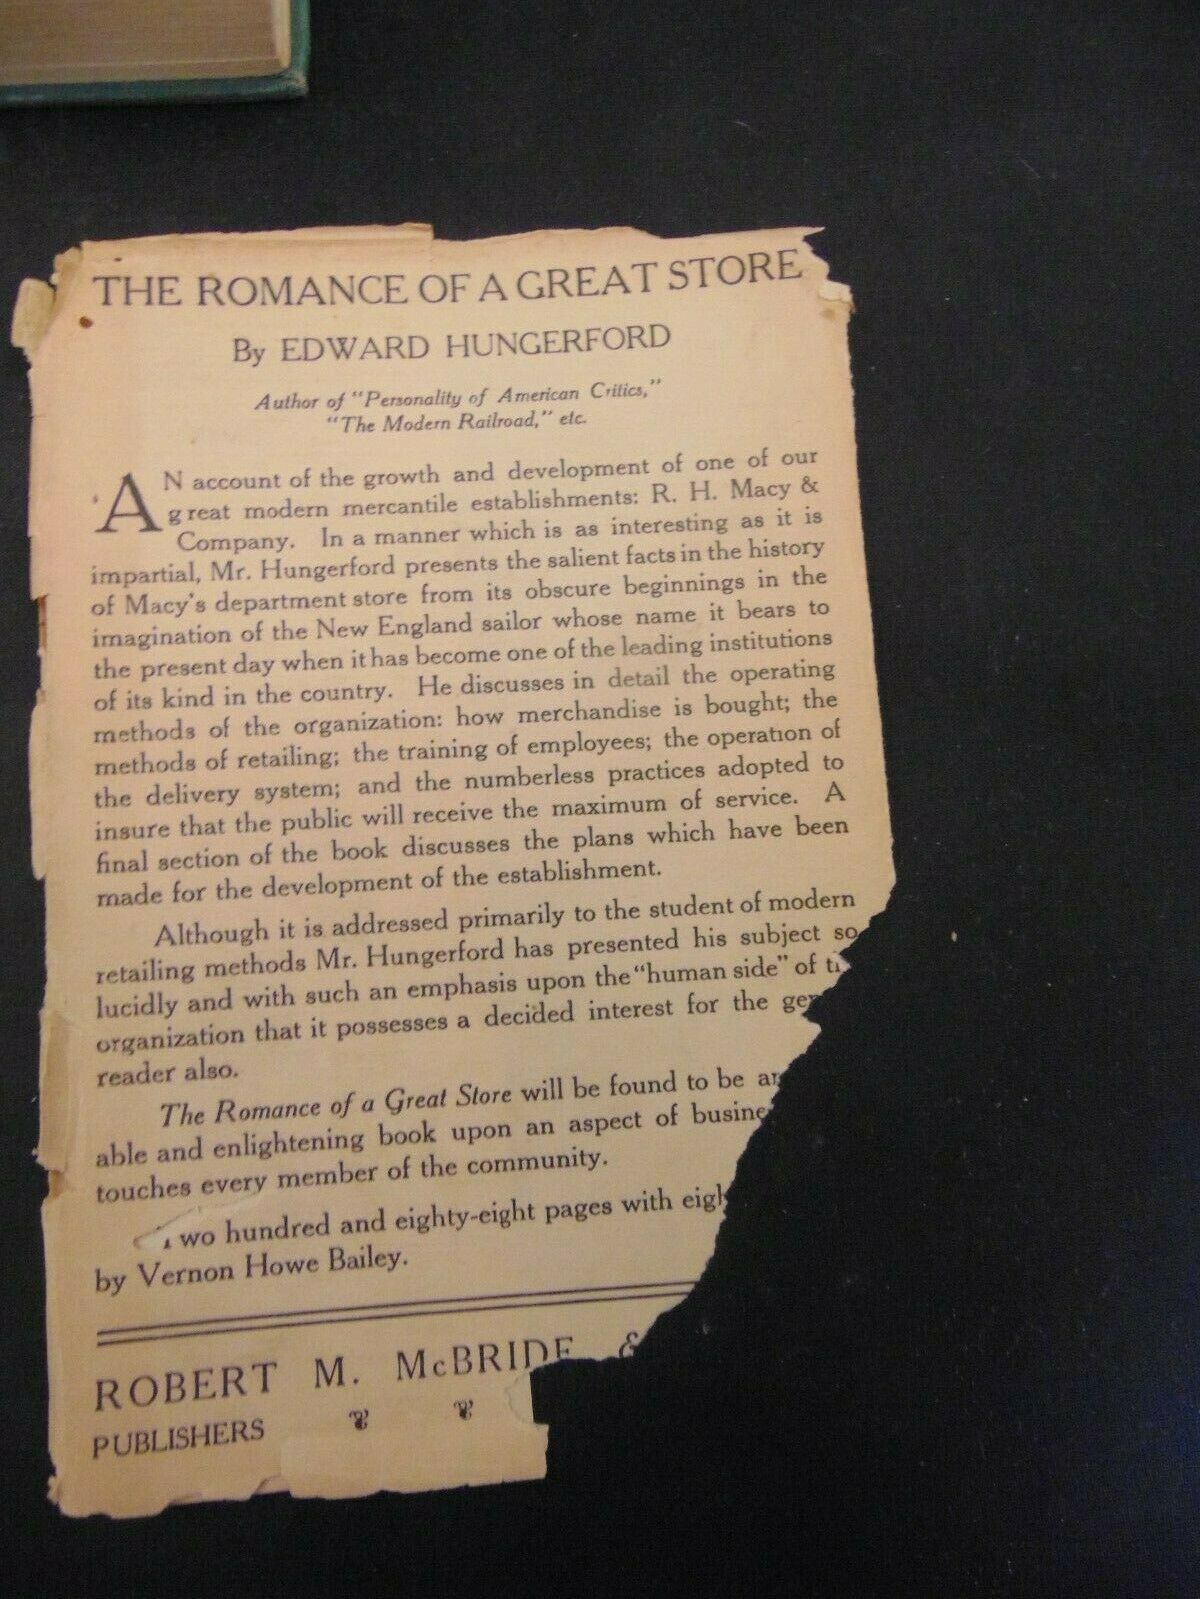 THE ROMANCE OF A GREAT STORE
By EDWARD HUNGERFORD
Author of "Personality of American Critics,"
"The Modern Railroad," etc.
AN account of the growth and development of one of our
great modern mercantile establishments: R. H. Macy &
Company. In a manner which is as interesting as it is
impartial, Mr. Hungerford presents the salient facts in the history
of Macy's department store from its obscure beginnings in the
imagination of the New England sailor whose name it bears to
the present day when it has become one of the leading institutions
of its kind in the country. He discusses in detail the operating
methods of the organization: how merchandise is bought; the
methods of retailing; the training of employees; the operation of
the delivery system; and the numberless practices adopted to
insure that the public will receive the maximum of service. A
final section of the book discusses the plans which have been
made for the development of the establishment.
Although it is addressed primarily to the student of modern
retailing methods Mr. Hungerford has presented his subject so
lucidly and with such an emphasis upon the "human side" of
organization that it possesses a decided interest for the
reader also.
The Romance of a Great Store will be found to be
able and enlightening book upon an aspect of
touches every member of the community.
Two hundred and eighty-eight pages with
by Vernon Howe Bailey.
ROBERT M. McBRIDE &
PUBLISHERS